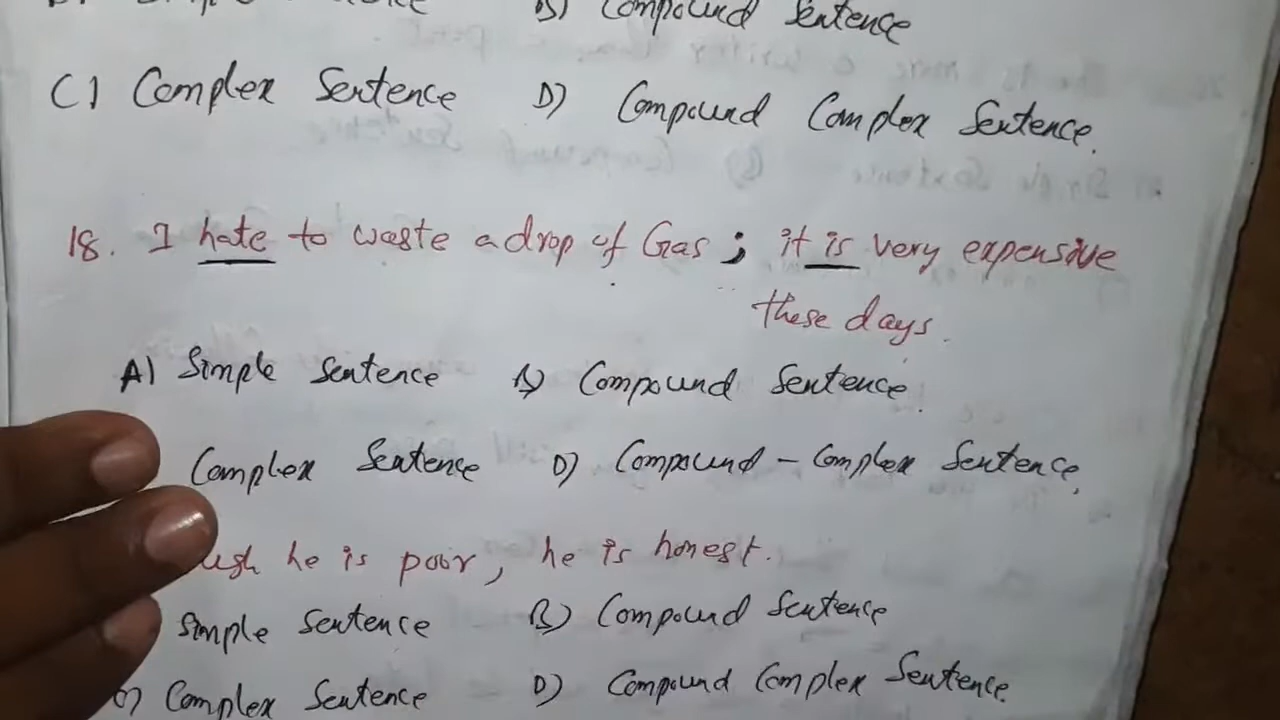 B) Compound Sentence
C) Complex Sentence D) Compound Complex Sentence.
18. I hate to waste a drop of Gas ; it is very expensive
these days.
A) Simple Sentence B) Compound Sentence.
Complex Sentence D) Compound - Complex Sentence.
he is poor, he is honest.
Simple Sentence B) Compound Sentence
C) Complex Sentence D) Compound Complex Sentence.